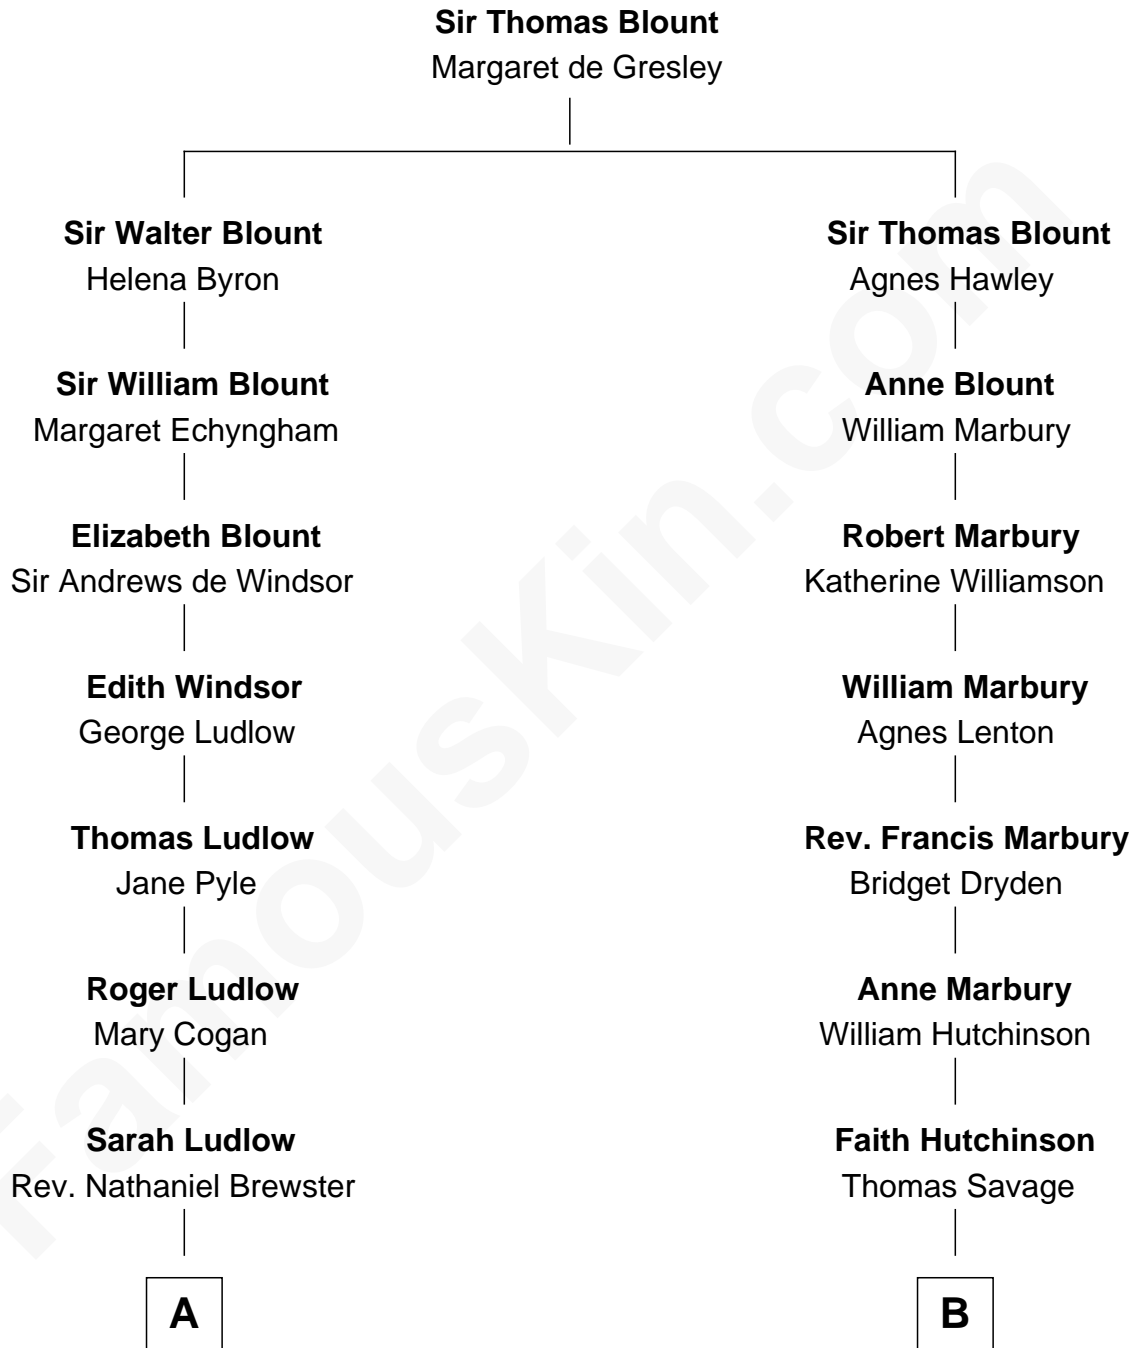 Sir Thomas Blount
Margaret de Gresley
Sir Walter Blount
Helena Byron
Sir Thomas Blount
Agnes Hawley
Sir William Blount
Margaret Echyngham
Anne Blount
William Marbury
Elizabeth Blount
Sir Andrews de Windsor
Robert Marbury
Katherine Williamson
Edith Windsor
George Ludlow
William Marbury
Agnes Lenton
Thomas Ludlow
Jane Pyle
Rev. Francis Marbury
Bridget Dryden
Roger Ludlow
Mary Cogan
Anne Marbury
William Hutchinson
Sarah Ludlow
Rev. Nathaniel Brewster
Faith Hutchinson
Thomas Savage
A
B
FamousKin.com